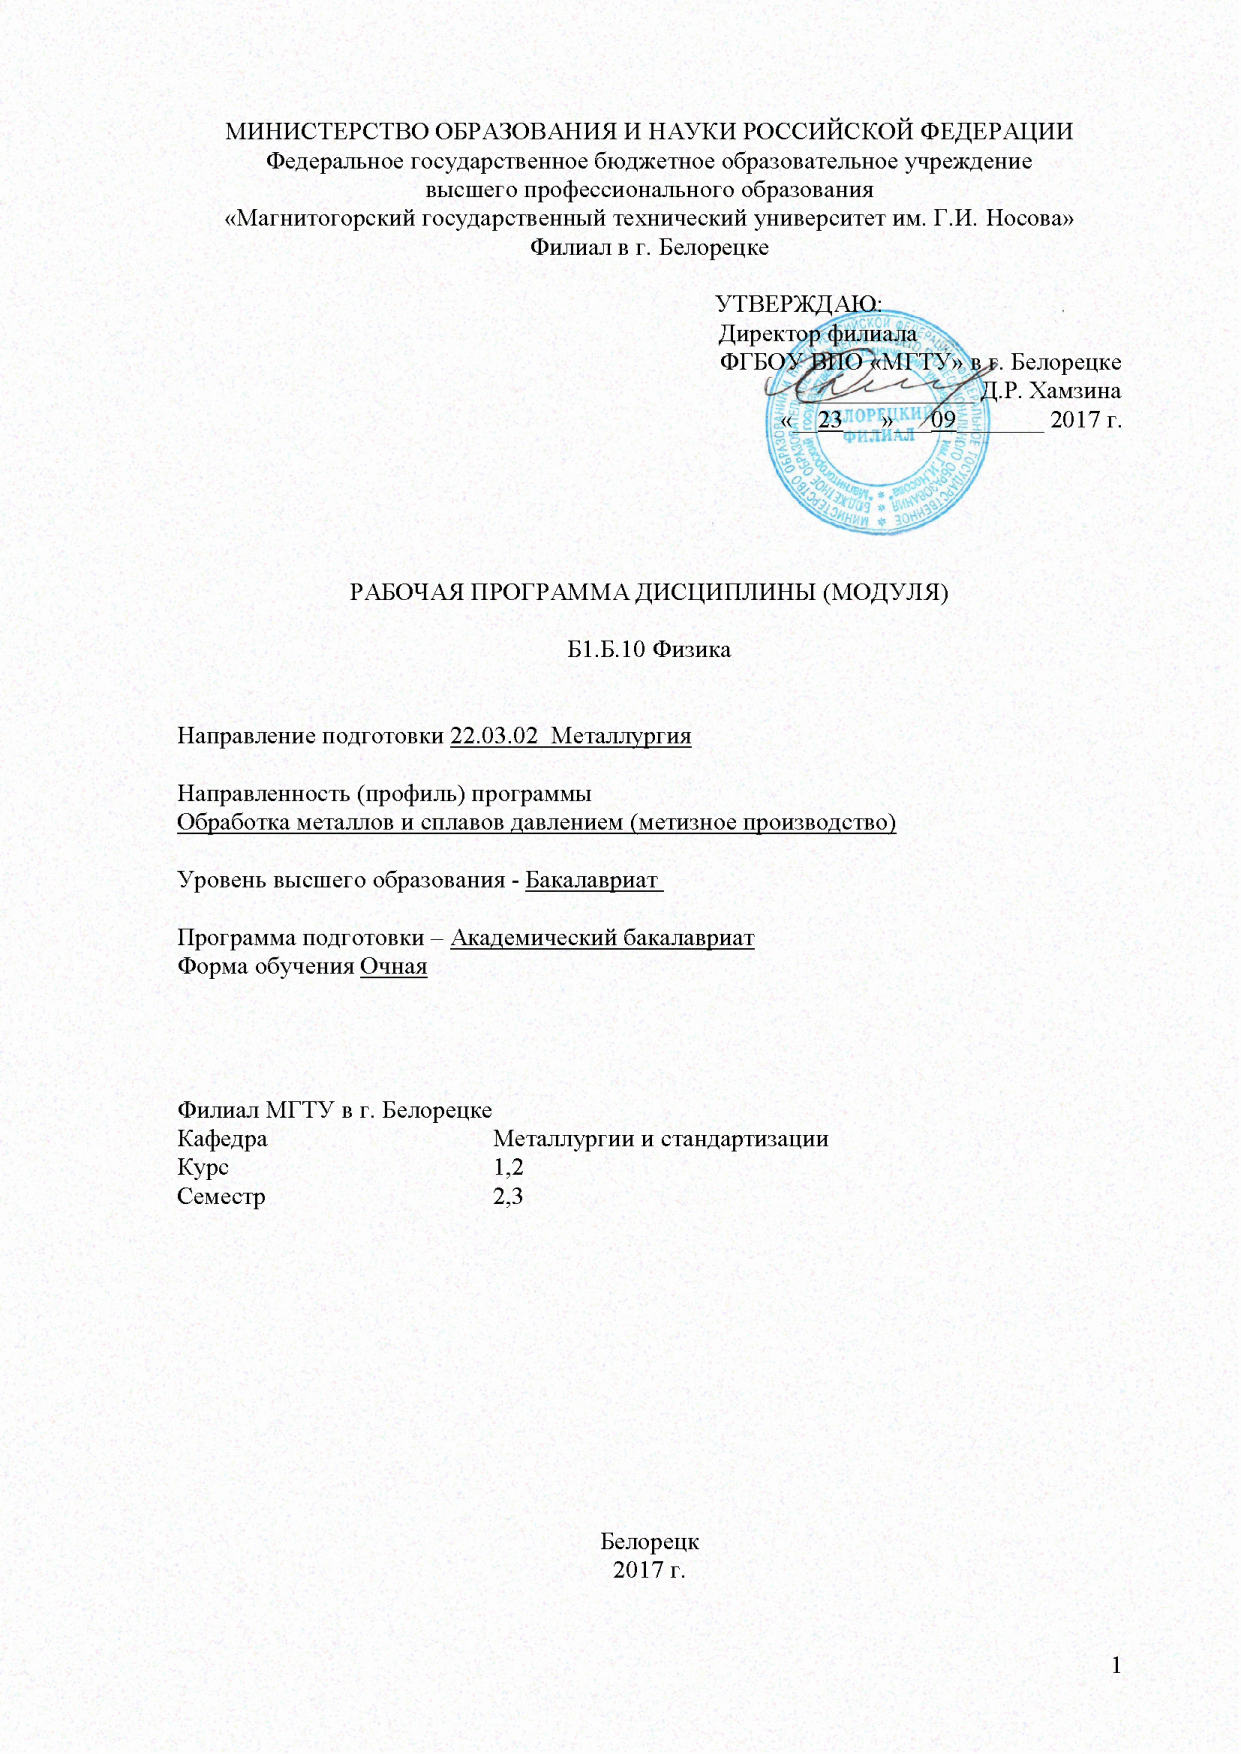 МИНИСТЕРСТВО ОБРАЗОВАНИЯ И НАУКИ РОССИЙСКОЙ ФЕДЕРАЦИИ
Федеральное государственное бюджетное образовательное учреждение
высшего профессионального образования
«Магнитогорский государственный технический университет им. Г.И. Носова»
Филиал в г. Белорецке
УТВЕРЖДАЮ:
Директор филиала
ФГБОУ ВПО «МГТУ» в г. Белорецке
Д.Р. Хамзина
« 23 » 09 2017 г.
БЕЛОРЕЦКИЙ
ФИЛИАЛ
РАБОЧАЯ ПРОГРАММА ДИСЦИПЛИНЫ (МОДУЛЯ)
Б1.Б.10 Физика
Направление подготовки 22.03.02 Металлургия
Направленность (профиль) программы
Обработка металлов и сплавов давлением (метизное производство)
Уровень высшего образования - Бакалавриат
Программа подготовки – Академический бакалавриат
Форма обучения Очная
Филиал МГТУ в г. Белорецке
Кафедра Металлургии и стандартизации
Курс 1,2
Семестр 2,3
Белорецк
2017 г.
1